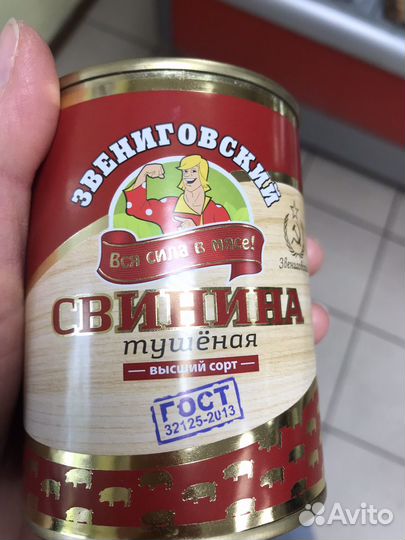 ЗВЕНИГОВСКИЙ
Вся сила в мясе!
СВИНИНА
тушёная
ВЫСШИЙ СОРТ
ГОСТ
32125-2013
Avito